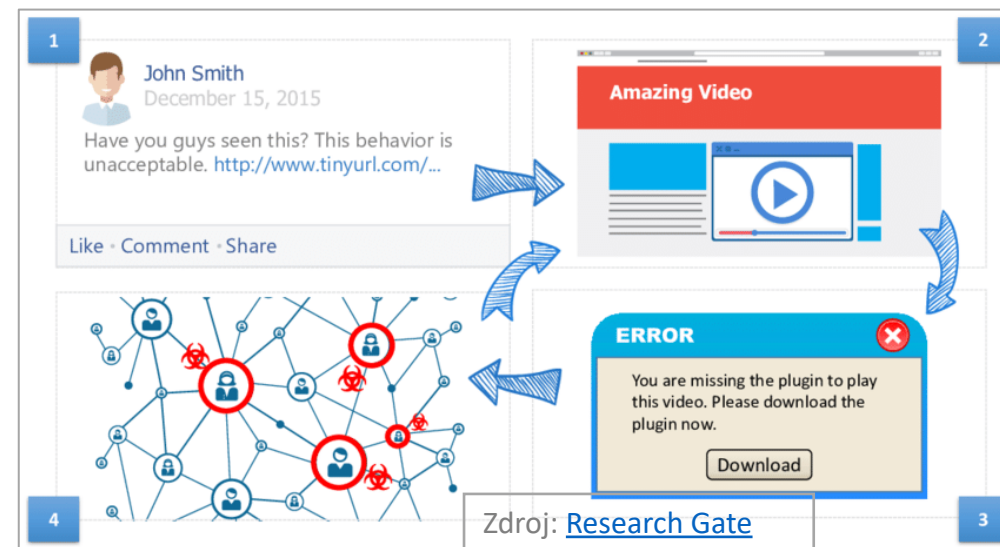 1
John Smith
December 15, 2015
Have you guys seen this? This behavior is
unacceptable. http://www.tinyurl.com/...
Like · Comment · Share
2
Amazing Video
3
ERROR
You are missing the plugin to play
this video. Please download the
plugin now.
Download
4
Zdroj: Research Gate